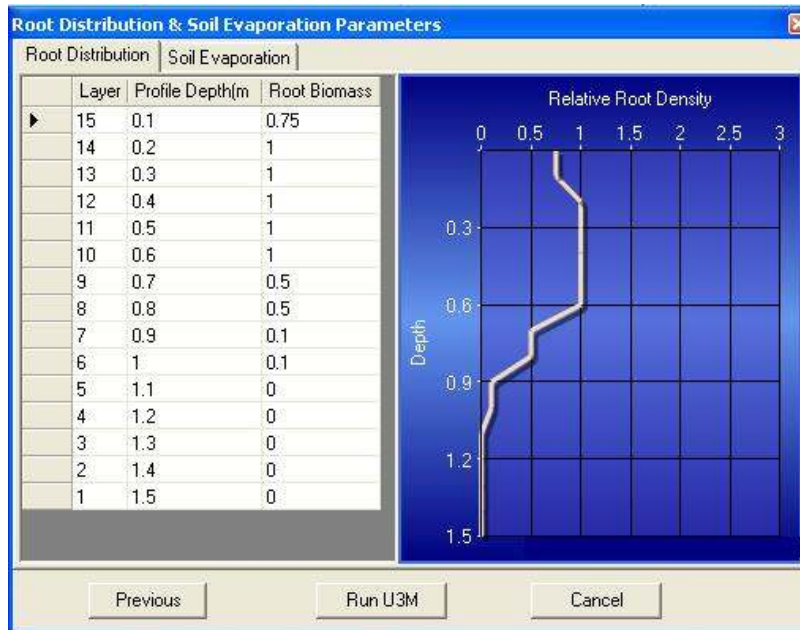 Root Distribution & Soil Evaporation Parameters
Root Distribution Soil Evaporation
Layer Profile Depth(m Root Biomass
15 0.1 0.75
14 0.2 1
13 0.3 1
12 0.4 1
11 0.5 1
10 0.6 1
9 0.7 0.5
8 0.8 0.5
7 0.9 0.1
6 1 0.1
5 1.1 0
4 1.2 0
3 1.3 0
2 1.4 0
1 1.5 0
Relative Root Density
0 0.5 1 1.5 2 2.5 3
0.3
0.6
Depth
0.9
1.2
1.5
Previous Run U3M Cancel